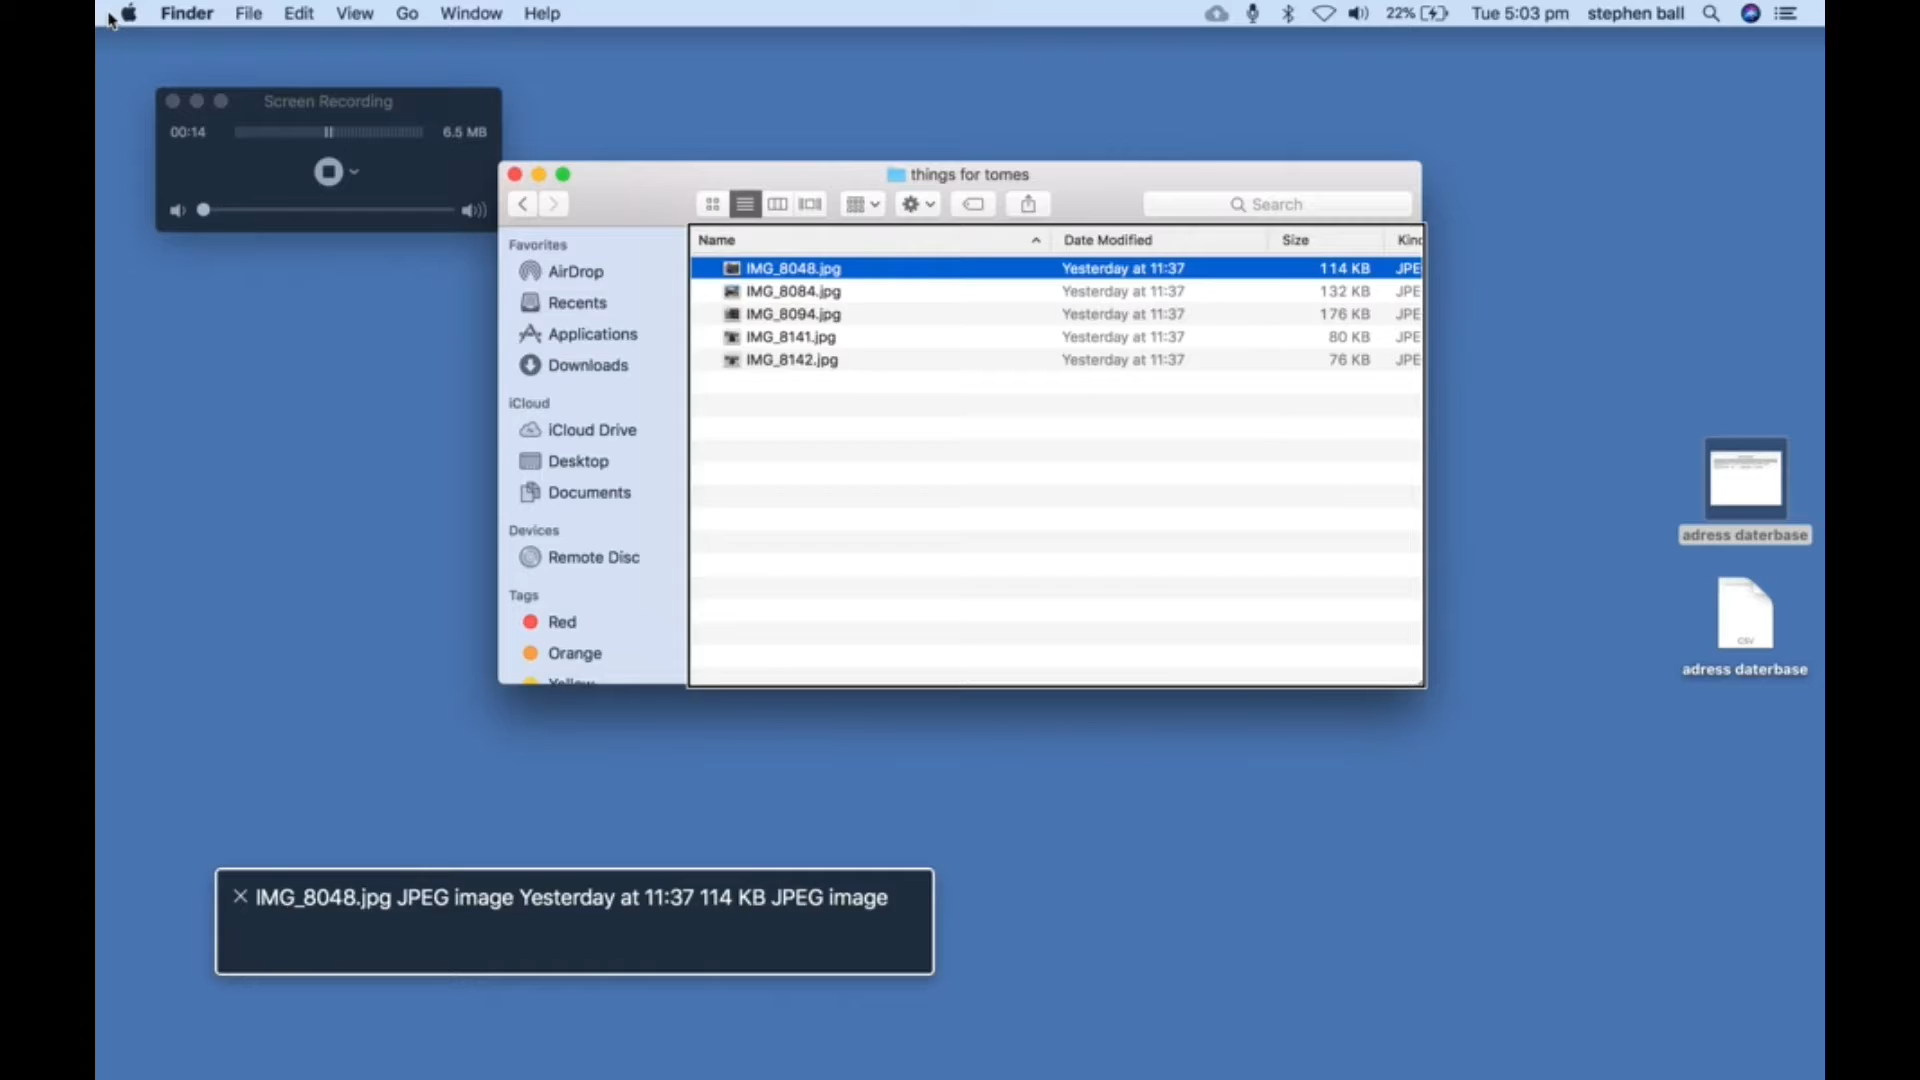 Finder File Edit View Go Window Help 22% Tue 5:03 pm stephen ball
Screen Recording
00:14 6.5 MB
things for tomes
Search
Favorites
AirDrop
Recents
Applications
Downloads
iCloud
iCloud Drive
Desktop
Documents
Devices
Remote Disc
Tags
Red
Orange
Yellow
Name Date Modified Size Kind
IMG_8048.jpg Yesterday at 11:37 114 KB JPE
IMG_8084.jpg Yesterday at 11:37 132 KB JPE
IMG_8094.jpg Yesterday at 11:37 176 KB JPE
IMG_8141.jpg Yesterday at 11:37 80 KB JPE
IMG_8142.jpg Yesterday at 11:37 76 KB JPE
adress daterbase
CSV
adress daterbase
IMG_8048.jpg JPEG image Yesterday at 11:37 114 KB JPEG image